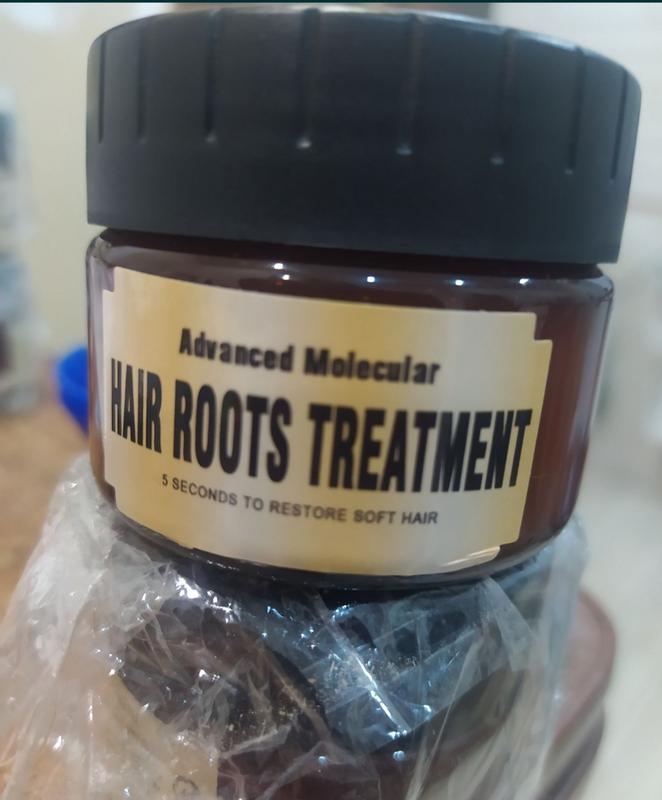 Advanced Molecular
HAIR ROOTS TREATMENT
5 SECONDS TO RESTORE SOFT HAIR